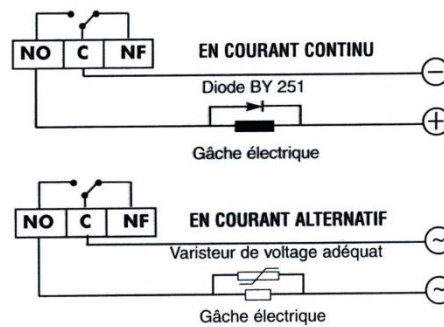 NO C NF
EN COURANT CONTINU
Diode BY 251
−
+
Gâche électrique
NO C NF
EN COURANT ALTERNATIF
Varisteur de voltage adéquat
~
~
Gâche électrique